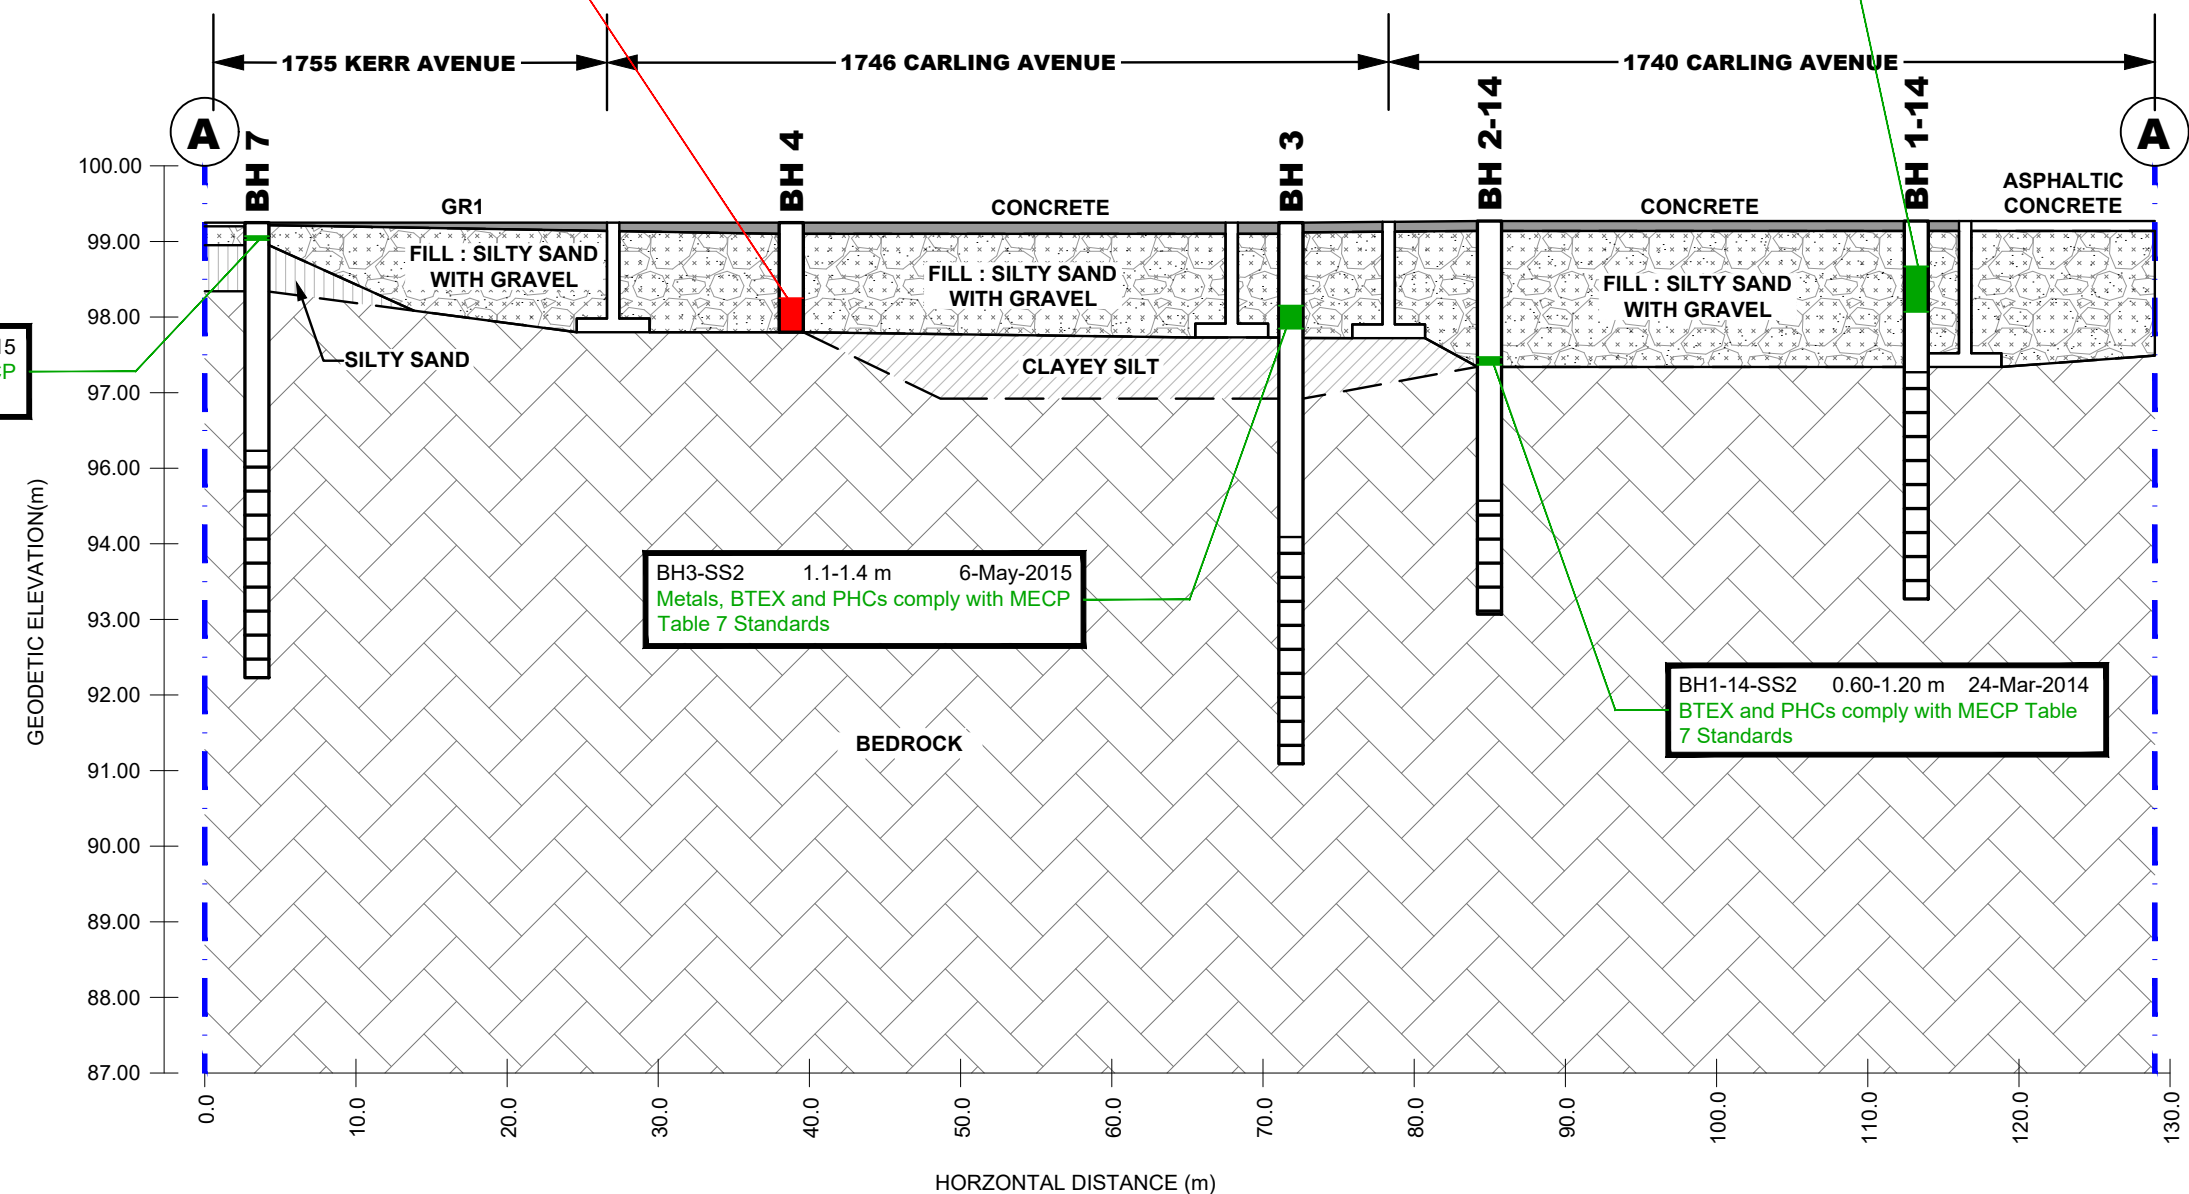 1755 KERR AVENUE
1746 CARLING AVENUE
1740 CARLING AVENUE
A
A
BH 7
BH 4
BH 3
BH 2-14
BH 1-14
GR1
CONCRETE
CONCRETE
ASPHALTIC
CONCRETE
FILL : SILTY SAND
WITH GRAVEL
FILL : SILTY SAND
WITH GRAVEL
FILL : SILTY SAND
WITH GRAVEL
SILTY SAND
CLAYEY SILT
BEDROCK
15
CP
BH3-SS2 1.1-1.4 m 6-May-2015
Metals, BTEX and PHCs comply with MECP
Table 7 Standards
BH1-14-SS2 0.60-1.20 m 24-Mar-2014
BTEX and PHCs comply with MECP Table
7 Standards
GEODETIC ELEVATION(m)
100.00
99.00
98.00
97.00
96.00
95.00
94.00
93.00
92.00
91.00
90.00
89.00
88.00
87.00
0.0
10.0
20.0
30.0
40.0
50.0
60.0
70.0
80.0
90.0
100.0
110.0
120.0
130.0
HORZONTAL DISTANCE (m)